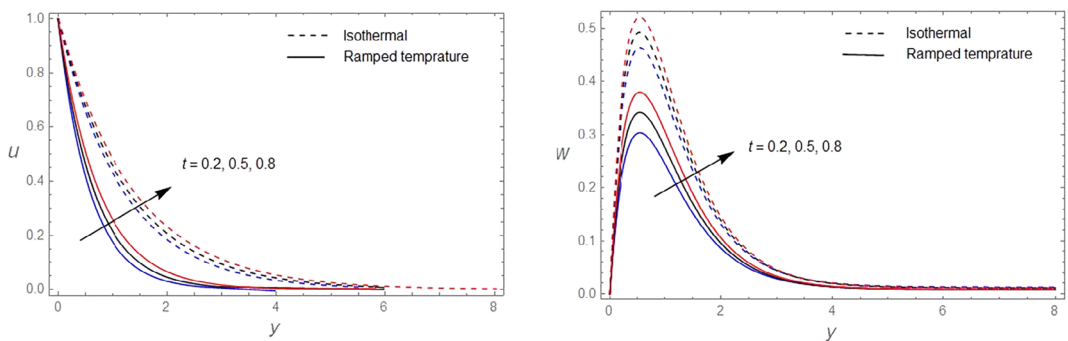 1.0
0.8
0.6
0.4
0.2
0.0
u
Isothermal
Ramped temprature
t = 0.2, 0.5, 0.8
0 2 4 6 8
y
0.5
0.4
0.3
0.2
0.1
0.0
w
Isothermal
Ramped temprature
t = 0.2, 0.5, 0.8
0 2 4 6 8
y